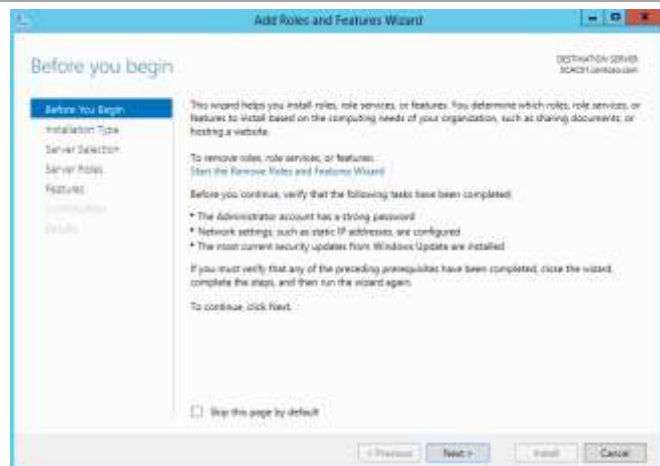 Add Roles and Features Wizard
Before you begin
DESTINATION SERVER
Before You Begin
Installation Type
Server Selection
Server Roles
Features
Confirmation
Results
This wizard helps you install roles, role services, or features. You determine which roles, role services, or
features to install based on the computing needs of your organization, such as sharing documents, or
hosting a website.
To remove roles, role services, or features:
Start the Remove Roles and Features Wizard
Before you continue, verify that the following tasks have been completed:
• The Administrator account has a strong password
• Network settings, such as static IP addresses, are configured
• The most current security updates from Windows Update are installed
If you must verify that any of the preceding prerequisites have been completed, close the wizard,
complete the steps, and then run the wizard again.
To continue, click Next.
Skip this page by default
< Previous
Next >
Install
Cancel